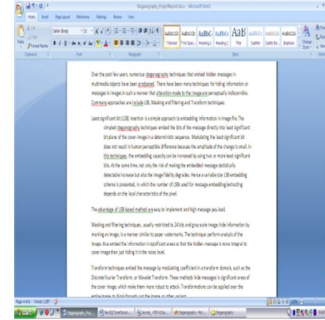 Steganography_ProjectReport.doc - Microsoft Word
Home Insert Page Layout References Mailings Review View
Over the past few years, numerous steganography techniques that embed hidden messages in
multimedia objects have been proposed. There have been many techniques for hiding information or
messages in images in such a manner that alteration made to the image are perceptually indiscernible.
Commonly approaches are include LSB, Masking and Filtering and Transform techniques.
Least significant bit (LSB) insertion is a simple approach to embedding information in image file. The
simplest steganography techniques embed the bits of the message directly into least significant
bit plane of the cover image in a deterministic sequence. Modulating the least significant bit
does not result in human perceptible difference because the amplitude of the change is small. In
this technique, the embedding capacity can be increased by using two or more least significant
bits. At the same time, not only the risk of making the embedded message statistically
detectable increase but also the image fidelity degrades. Hence a variable size LSB embedding
schema is presented, in which the number of LSBs used for message embedding/extracting
depends on the local characteristics of the pixel.
The advantage of LSB-based method are easy to implement and high message pay-load.
Masking and filtering techniques, usually restricted to 24 bits and gray scale image, hide information by
marking an image, in a manner similar to paper watermarks. The technique perform analysis of the
image, thus embed the information in significant areas so that the hidden message is more integral to
cover image than just hiding it in the noise level.
Transform techniques embed the message by modulating coefficient in a transform domain, such as the
Discrete Fourier Transform, or Wavelet Transform. These methods hide messages in significant areas
of the cover image, which make them more robust to attack. Transformations can be applied over the